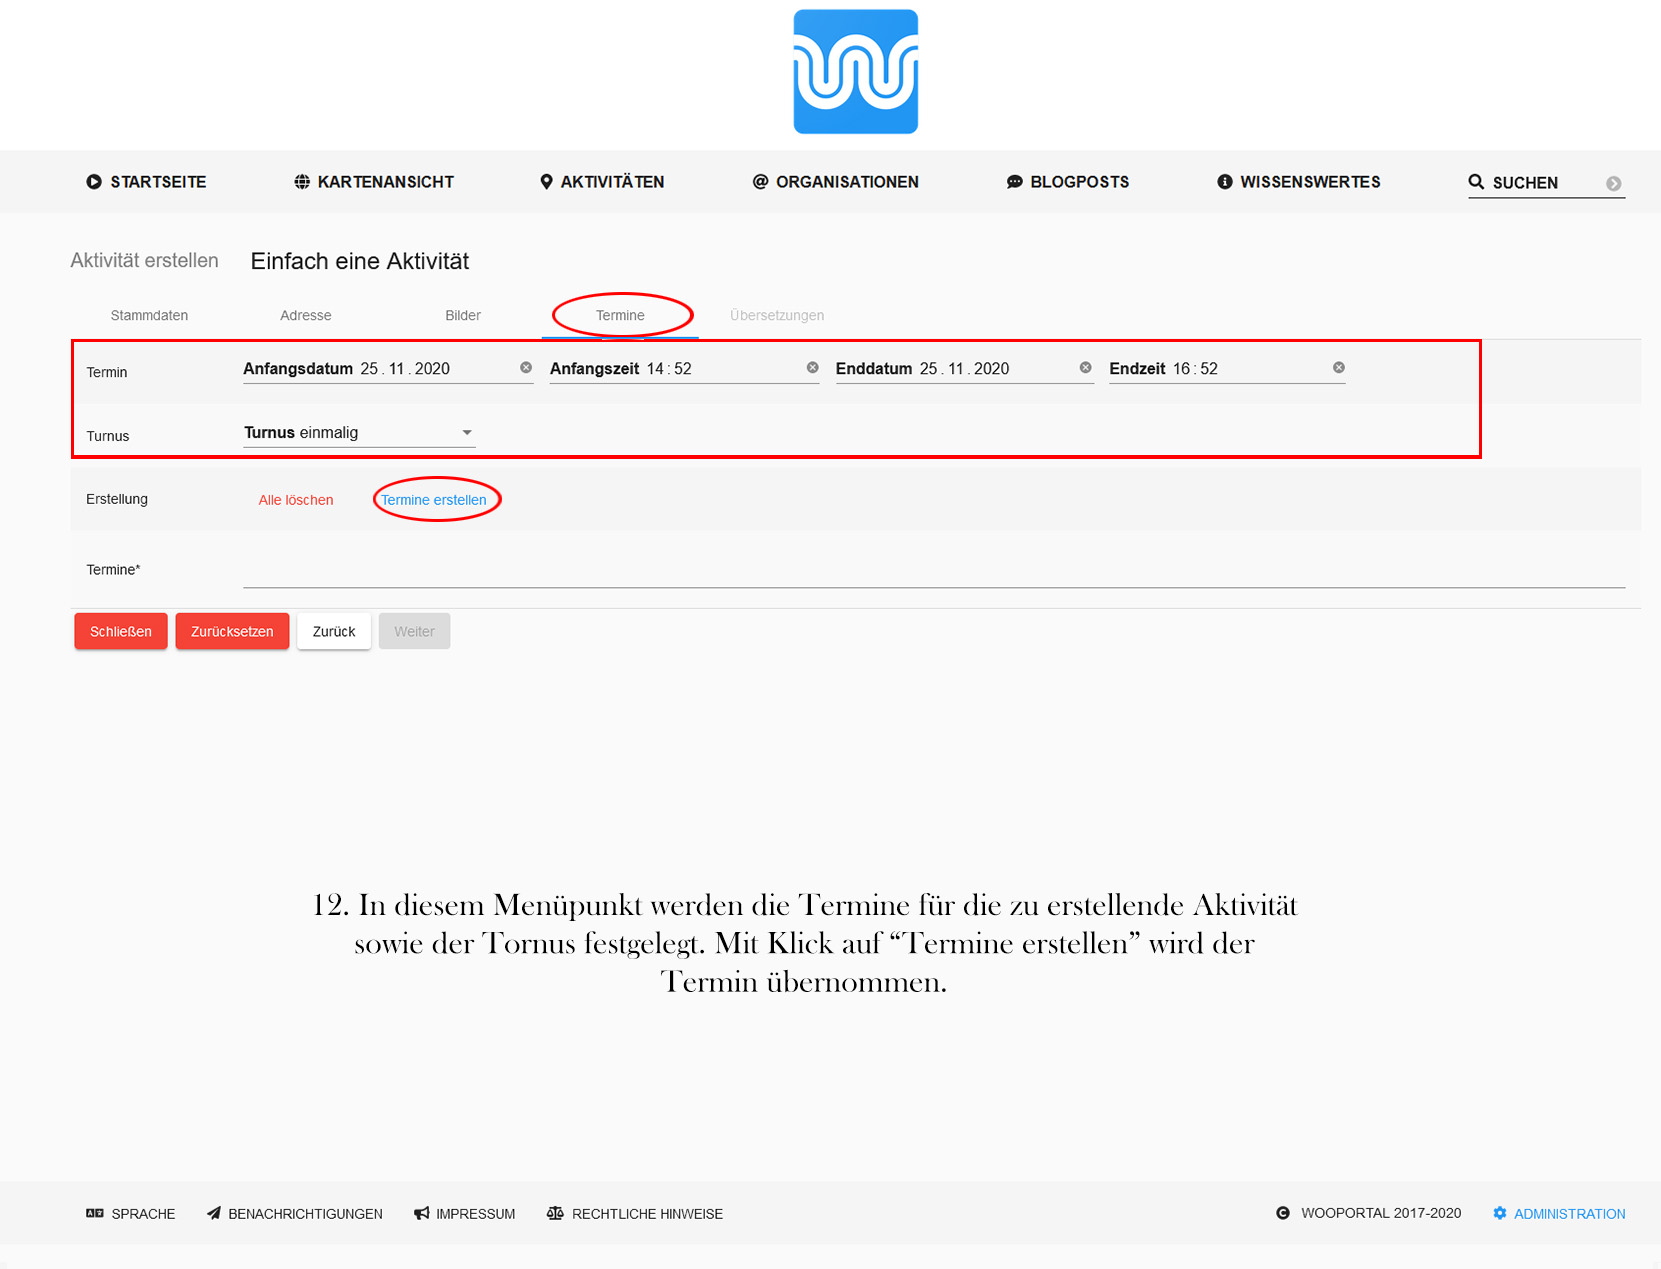 STARTSEITE KARTENANSICHT AKTIVITÄTEN @ ORGANISATIONEN BLOGPOSTS WISSENSWERTES SUCHEN
Aktivität erstellen Einfach eine Aktivität
Stammdaten Adresse Bilder Termine Übersetzungen
Termin Anfangsdatum 25.11.2020 Anfangszeit 14:52 Enddatum 25.11.2020 Endzeit 16:52
Turnus Turnus einmalig
Erstellung Alle löschen Termine erstellen
Termine*
Schließen Zurücksetzen Zurück Weiter
12. In diesem Menüpunkt werden die Termine für die zu erstellende Aktivität
sowie der Tornus festgelegt. Mit Klick auf “Termine erstellen” wird der
Termin übernommen.
SPRACHE BENACHRICHTIGUNGEN IMPRESSUM RECHTLICHE HINWEISE WOOPORTAL 2017-2020 ADMINISTRATION